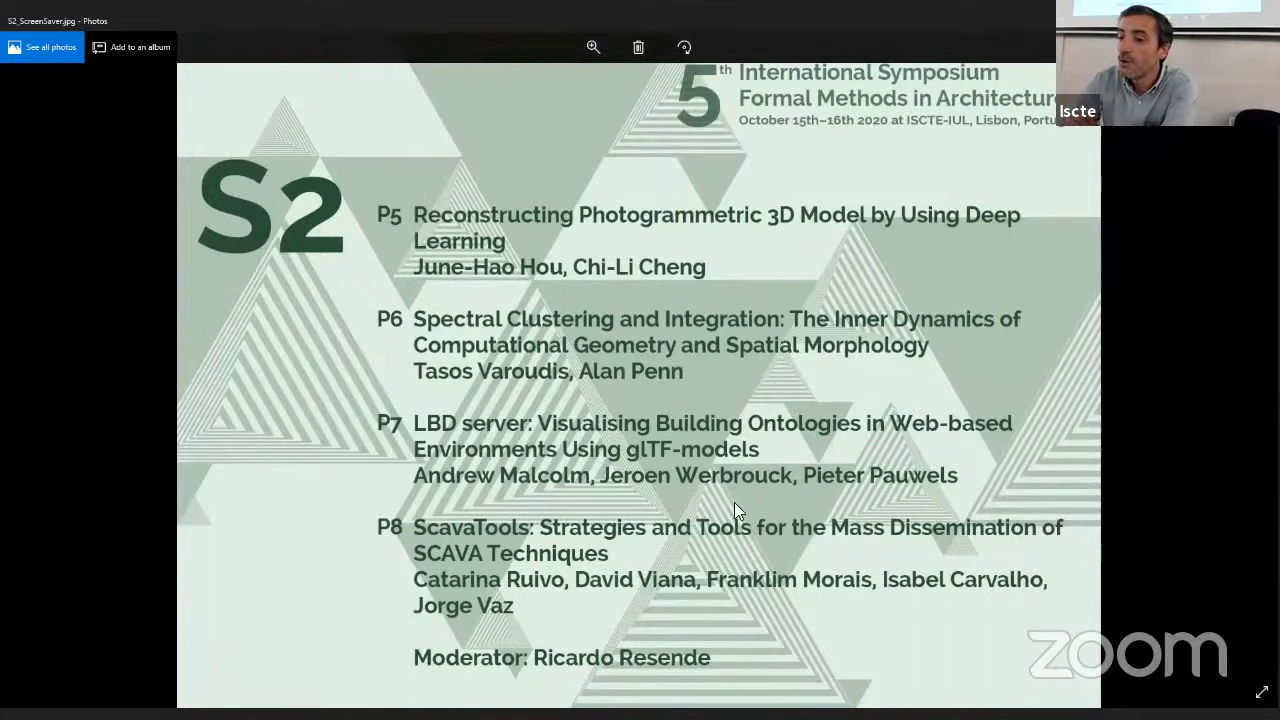 S2_ScreenSaver.jpg - Photos
See all photos
Add to an album
5th
International Symposium
Formal Methods in Architectur
October 15th–16th 2020 at ISCTE-IUL, Lisbon, Portu
Iscte
S2
P5 Reconstructing Photogrammetric 3D Model by Using Deep
Learning
June-Hao Hou, Chi-Li Cheng
P6 Spectral Clustering and Integration: The Inner Dynamics of
Computational Geometry and Spatial Morphology
Tasos Varoudis, Alan Penn
P7 LBD server: Visualising Building Ontologies in Web-based
Environments Using glTF-models
Andrew Malcolm, Jeroen Werbrouck, Pieter Pauwels
P8 ScavaTools: Strategies and Tools for the Mass Dissemination of
SCAVA Techniques
Catarina Ruivo, David Viana, Franklim Morais, Isabel Carvalho,
Jorge Vaz
Moderator: Ricardo Resende
zoom